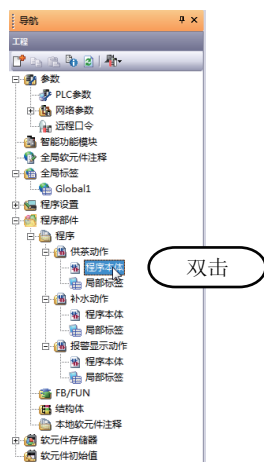 导航
工程
参数
PLC参数
网络参数
远程口令
智能功能模块
全局软元件注释
全局标签
Global1
程序设置
程序部件
程序
供茶动作
程序本体
双击
局部标签
补水动作
程序本体
局部标签
报警显示动作
程序本体
局部标签
FB/FUN
结构体
本地软元件注释
软元件存储器
软元件初始值